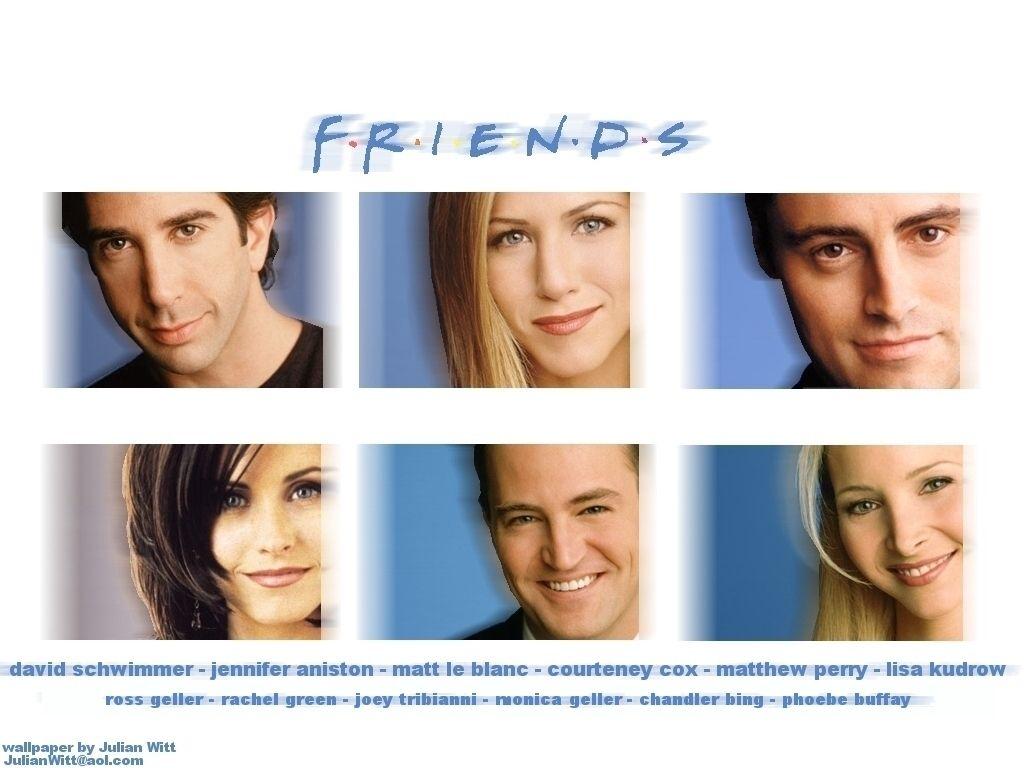 F·R·I·E·N·D·S
david schwimmer - jennifer aniston - matt le blanc - courteney cox - matthew perry - lisa kudrow
ross geller - rachel green - joey tribianni - monica geller - chandler bing - phoebe buffay
wallpaper by Julian Witt
JulianWitt@aol.com